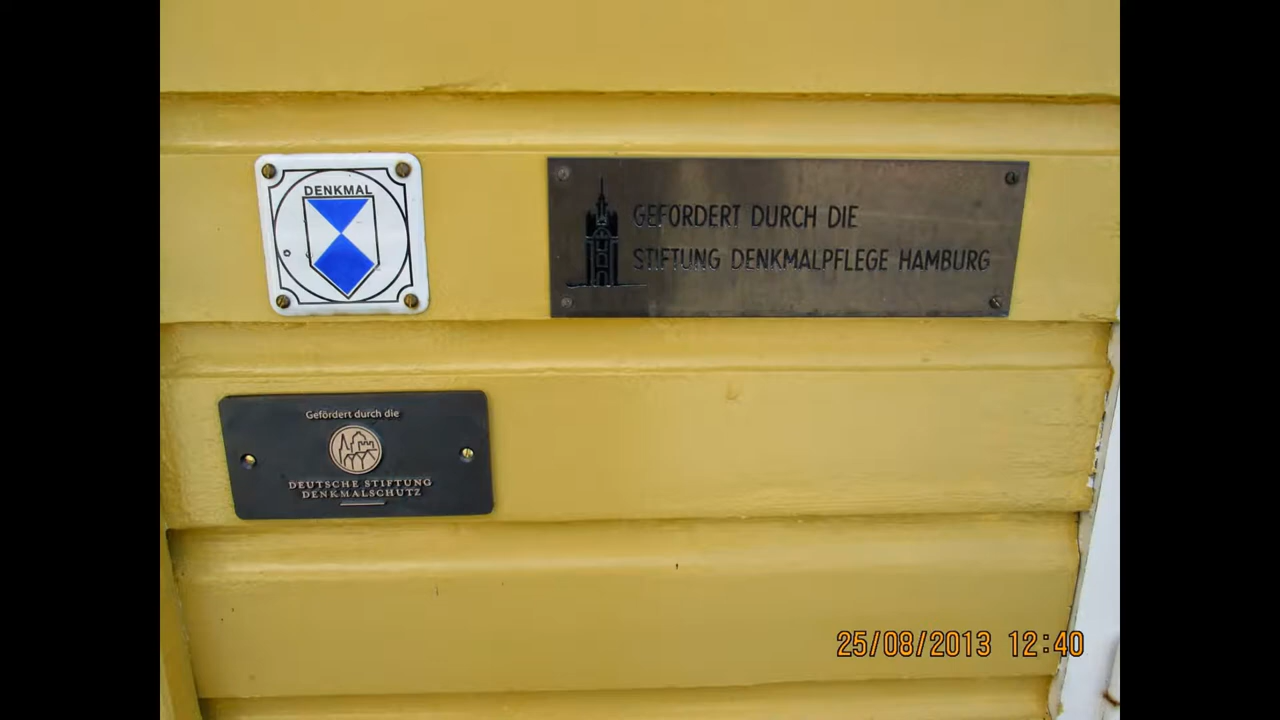 DENKMAL
GEFÖRDERT DURCH DIE
STIFTUNG DENKMALPFLEGE HAMBURG
Gefördert durch die
DEUTSCHE STIFTUNG
DENKMALSCHUTZ
25/08/2013 12:40